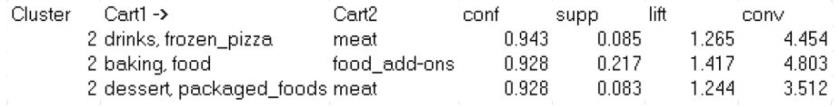 Cluster Cart1 -> Cart2 conf supp lift conv
2 drinks, frozen_pizza meat 0.943 0.085 1.265 4.454
2 baking, food food_add-ons 0.928 0.217 1.417 4.803
2 dessert, packaged_foods meat 0.928 0.083 1.244 3.512